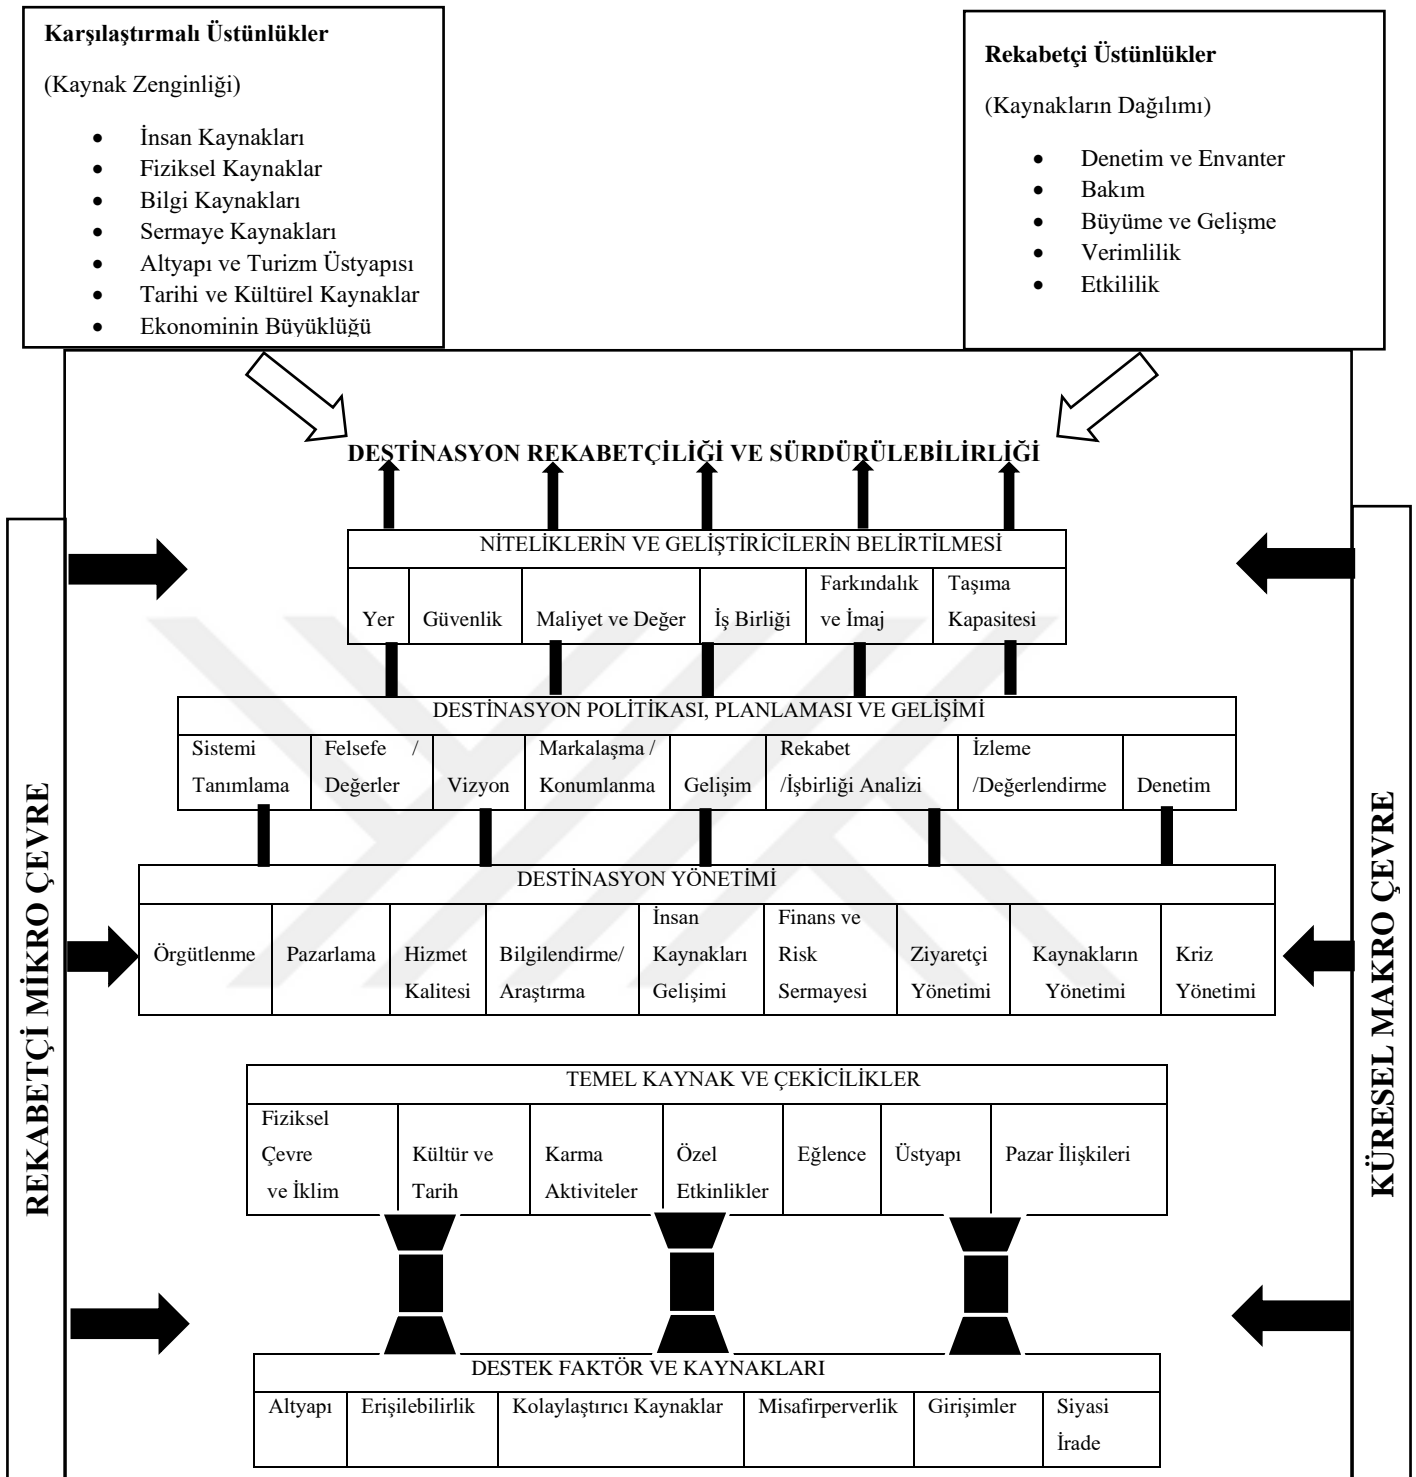 Karşılaştırmalı Üstünlükler
(Kaynak Zenginliği)
• İnsan Kaynakları
• Fiziksel Kaynaklar
• Bilgi Kaynakları
• Sermaye Kaynakları
• Altyapı ve Turizm Üstyapısı
• Tarihi ve Kültürel Kaynaklar
• Ekonominin Büyüklüğü
Rekabetçi Üstünlükler
(Kaynakların Dağılımı)
• Denetim ve Envanter
• Bakım
• Büyüme ve Gelişme
• Verimlilik
• Etkililik
DESTİNASYON REKABETÇİLİĞİ VE SÜRDÜRÜLEBİLİRLİĞİ
REKABETÇİ MİKRO ÇEVRE
NİTELİKLERİN VE GELİŞTİRİCİLERİN BELİRTİLMESİ
Yer
Güvenlik
Maliyet ve Değer
İş Birliği
Farkındalık
ve İmaj
Taşıma
Kapasitesi
DESTİNASYON POLİTİKASI, PLANLAMASI VE GELİŞİMİ
Sistemi
Tanımlama
Felsefe /
Değerler
Vizyon
Markalaşma /
Konumlanma
Gelişim
Rekabet
/İşbirliği Analizi
İzleme
/Değerlendirme
Denetim
DESTİNASYON YÖNETİMİ
Örgütlenme
Pazarlama
Hizmet
Kalitesi
Bilgilendirme/
Araştırma
İnsan
Kaynakları
Gelişimi
Finans ve
Risk
Sermayesi
Ziyaretçi
Yönetimi
Kaynakların
Yönetimi
Kriz
Yönetimi
TEMEL KAYNAK VE ÇEKİCİLİKLER
Fiziksel
Çevre
ve İklim
Kültür ve
Tarih
Karma
Aktiviteler
Özel
Etkinlikler
Eğlence
Üstyapı
Pazar İlişkileri
DESTEK FAKTÖR VE KAYNAKLARI
Altyapı
Erişilebilirlik
Kolaylaştırıcı Kaynaklar
Misafirperverlik
Girişimler
Siyasi
İrade
KÜRESEL MAKRO ÇEVRE